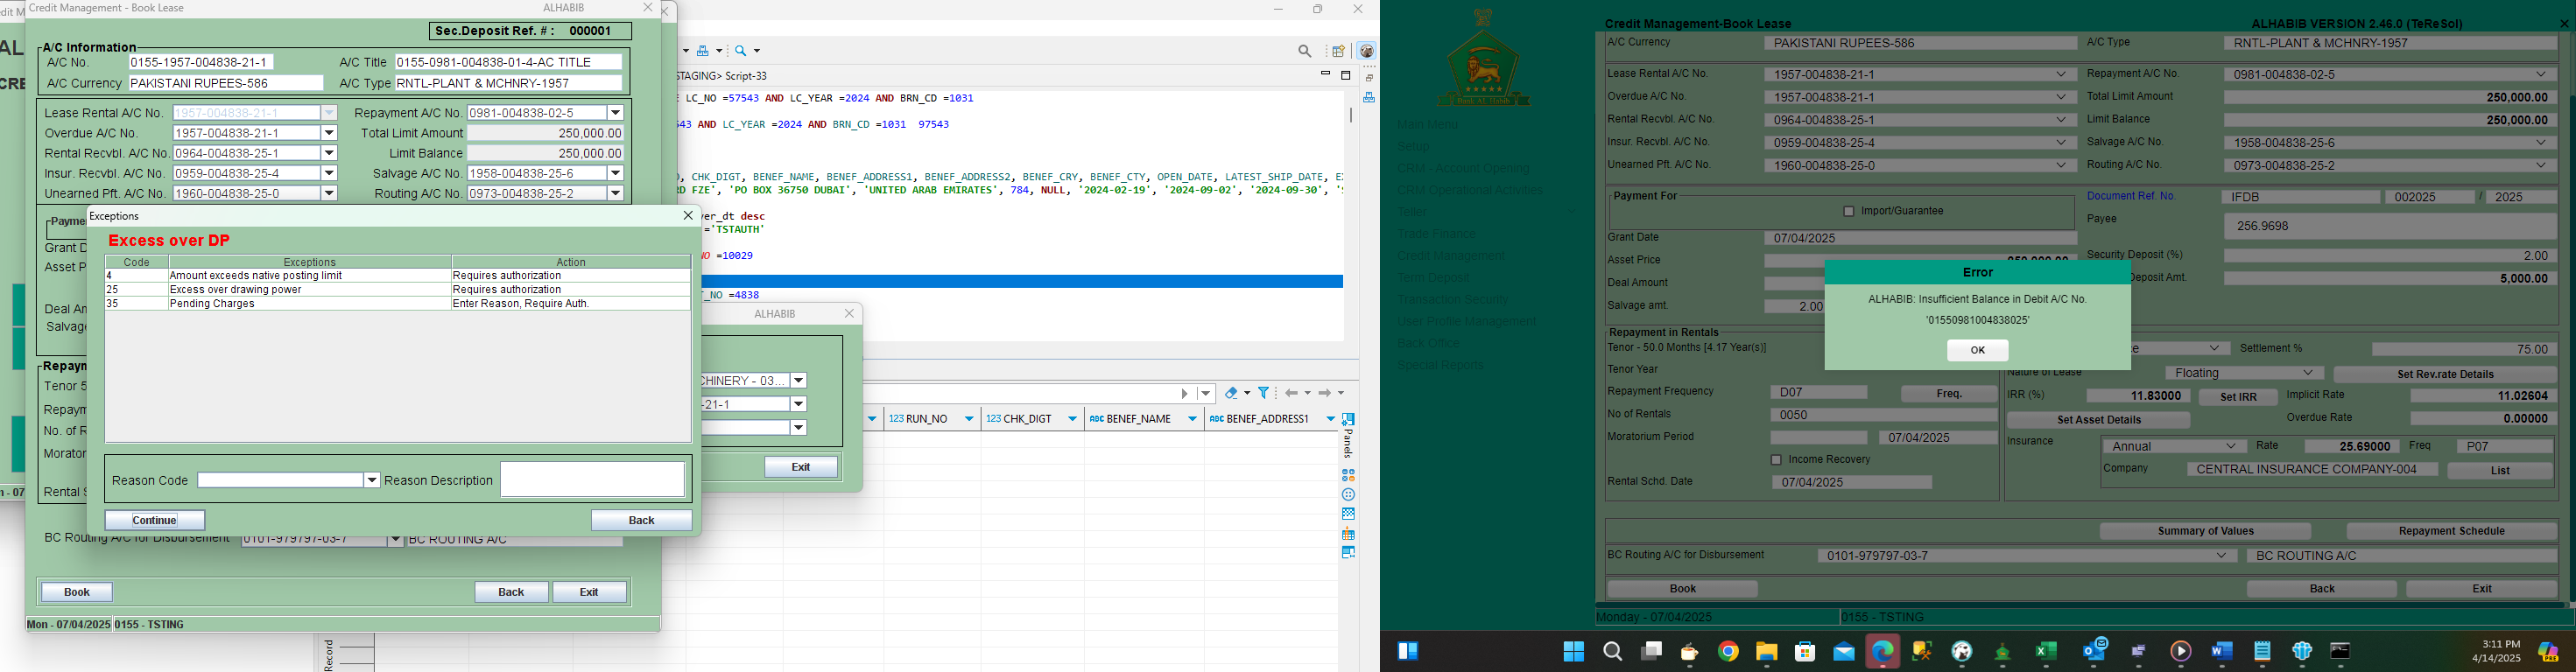 Credit Management - Book Lease ALHABIB
Sec.Deposit Ref. # : 000001
A/C Information
A/C No. 0155-1957-004838-21-1 A/C Title 0155-0981-004838-01-4-AC TITLE
A/C Currency PAKISTANI RUPEES-586 A/C Type RNTL-PLANT & MCHNRY-1957
Lease Rental A/C No. 1957-004838-21-1 Repayment A/C No. 0981-004838-02-5
Overdue A/C No. 1957-004838-21-1 Total Limit Amount 250,000.00
Rental Recvbl. A/C No. 0964-004838-25-1 Limit Balance 250,000.00
Insur. Recvbl. A/C No. 0959-004838-25-4 Salvage A/C No. 1958-004838-25-6
Unearned Pft. A/C No. 1960-004838-25-0 Routing A/C No. 0973-004838-25-2
Payme
Grant D
Asset P
Deal Am
Salvage
Repaym
Tenor 5
Repaym
No. of R
Morator
Rental S
BC Routing A/C for Disbursement 0101-979797-03-7 BC ROUTING A/C
Book Back Exit
Mon - 07/04/2025 0155 - TSTING
Exceptions
Excess over DP
Code Exceptions Action
4 Amount exceeds native posting limit Requires authorization
25 Excess over drawing power Requires authorization
35 Pending Charges Enter Reason, Require Auth.
Reason Code Reason Description
Continue Back
STAGING> Script-33
LC_NO =57543 AND LC_YEAR =2024 AND BRN_CD =1031
543 AND LC_YEAR =2024 AND BRN_CD =1031 97543
O, CHK_DIGT, BENEF_NAME, BENEF_ADDRESS1, BENEF_ADDRESS2, BENEF_CRY, BENEF_CTY, OPEN_DATE, LATEST_SHIP_DATE, E
RD FZE', 'PO BOX 36750 DUBAI', 'UNITED ARAB EMIRATES', 784, NULL, '2024-02-19', '2024-09-02', '2024-09-30', '
ver_dt desc
='TSTAUTH'
NO =10029
T_NO =4838
ALHABIB
CHINERY - 03...
-21-1
Exit
123 RUN_NO 123 CHK_DIGT ABC BENEF_NAME ABC BENEF_ADDRESS1
Panels
Record
Credit Management-Book Lease ALHABIB VERSION 2.46.0 (TeReSol)
Bank AL Habib
Main Menu
Setup
CRM - Account Opening
CRM Operational Activities
Teller
Trade Finance
Credit Management
Term Deposit
Transaction Security
User Profile Management
Back Office
Special Reports
A/C Currency PAKISTANI RUPEES-586 A/C Type RNTL-PLANT & MCHNRY-1957
Lease Rental A/C No. 1957-004838-21-1 Repayment A/C No. 0981-004838-02-5
Overdue A/C No. 1957-004838-21-1 Total Limit Amount 250,000.00
Rental Recvbl. A/C No. 0964-004838-25-1 Limit Balance 250,000.00
Insur. Recvbl. A/C No. 0959-004838-25-4 Salvage A/C No. 1958-004838-25-6
Unearned Pft. A/C No. 1960-004838-25-0 Routing A/C No. 0973-004838-25-2
Payment For Document Ref. No. IFDB 002025 / 2025
Import/Guarantee Payee 256.9698
Grant Date 07/04/2025
Asset Price Security Deposit (%) 2.00
Deal Amount Deposit Amt. 5,000.00
Salvage amt. 2.00
Error
ALHABIB: Insufficient Balance in Debit A/C No.
'01550981004838025'
OK
Repayment in Rentals
Tenor - 50.0 Months [4.17 Year(s)] Settlement % 75.00
Tenor Year Nature of Lease Floating Set Rev.rate Details
Repayment Frequency D07 Freq. IRR (%) 11.83000 Set IRR Implicit Rate 11.02604
No of Rentals 0050 Set Asset Details Overdue Rate 0.00000
Moratorium Period 07/04/2025 Insurance Annual Rate 25.69000 Freq P07
Income Recovery Company CENTRAL INSURANCE COMPANY-004 List
Rental Schd. Date 07/04/2025
Summary of Values Repayment Schedule
BC Routing A/C for Disbursement 0101-979797-03-7 BC ROUTING A/C
Book Back Exit
Monday - 07/04/2025 0155 - TSTING
3:11 PM
4/14/2025